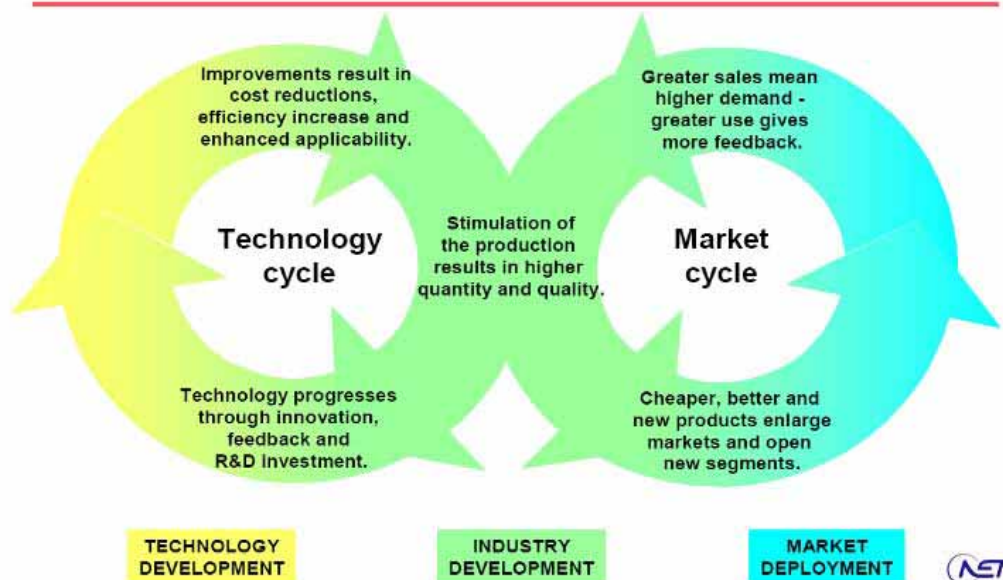 Improvements result in
cost reductions,
efficiency increase and
enhanced applicability.
Greater sales mean
higher demand -
greater use gives
more feedback.
Technology
cycle
Stimulation of
the production
results in higher
quantity and quality.
Market
cycle
Technology progresses
through innovation,
feedback and
R&D Investment.
Cheaper, better and
new products enlarge
markets and open
new segments.
TECHNOLOGY
DEVELOPMENT
INDUSTRY
DEVELOPMENT
MARKET
DEPLOYMENT